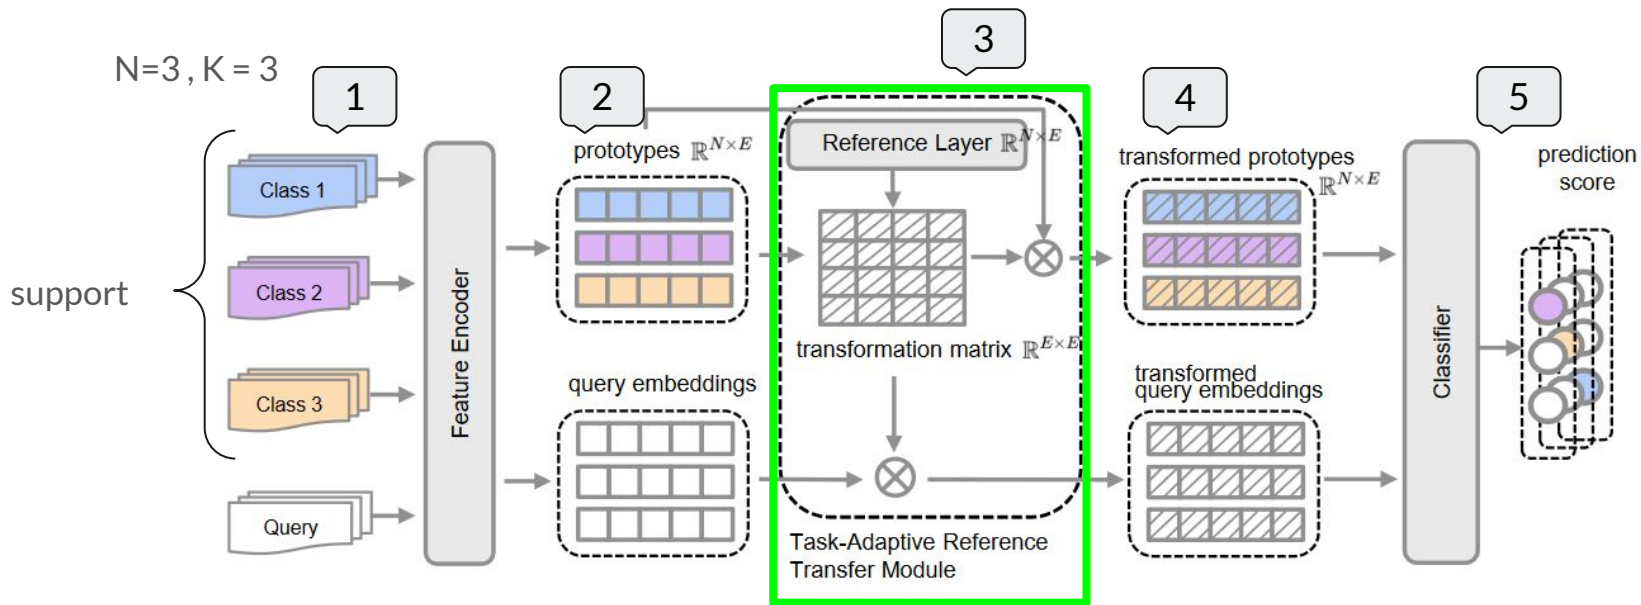 N=3 , K = 3
1
2
3
4
5
support
Class 1
Class 2
Class 3
Query
Feature Encoder
prototypes ℝ^{N×E}
query embeddings
Reference Layer ℝ^{N×E}
transformation matrix ℝ^{E×E}
Task-Adaptive Reference
Transfer Module
transformed prototypes
ℝ^{N×E}
transformed
query embeddings
Classifier
prediction
score